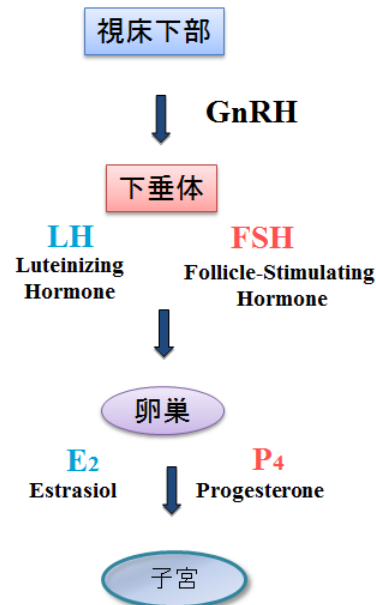 視床下部
GnRH
下垂体
LH
Luteinizing
Hormone
FSH
Follicle-Stimulating
Hormone
卵巣
E2
Estrasiol
P4
Progesterone
子宮